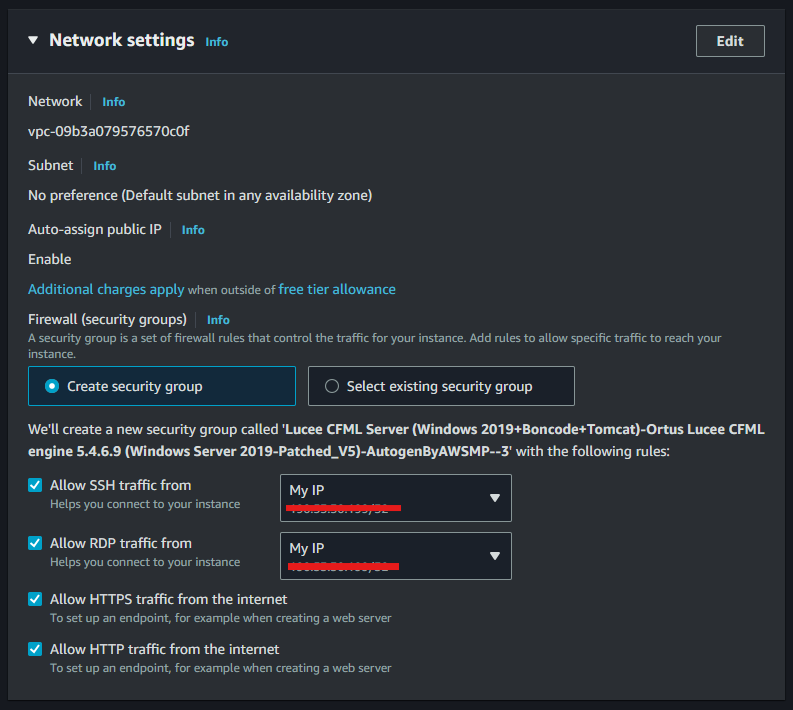 Network settings Info
Edit
Network Info
vpc-09b3a079576570c0f
Subnet Info
No preference (Default subnet in any availability zone)
Auto-assign public IP Info
Enable
Additional charges apply when outside of free tier allowance
Firewall (security groups) Info
A security group is a set of firewall rules that control the traffic for your instance. Add rules to allow specific traffic to reach your
instance.
Create security group
Select existing security group
We'll create a new security group called 'Lucee CFML Server (Windows 2019+Boncode+Tomcat)-Ortus Lucee CFML
engine 5.4.6.9 (Windows Server 2019-Patched_V5)-AutogenByAWSMP--3' with the following rules:
Allow SSH traffic from
Helps you connect to your instance
My IP
Allow RDP traffic from
Helps you connect to your instance
My IP
Allow HTTPS traffic from the internet
To set up an endpoint, for example when creating a web server
Allow HTTP traffic from the internet
To set up an endpoint, for example when creating a web server